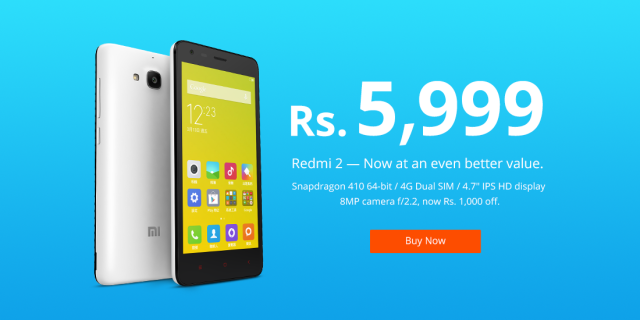 Rs. 5,999
Redmi 2 — Now at an even better value.
Snapdragon 410 64-bit / 4G Dual SIM / 4.7" IPS HD display
8MP camera f/2.2, now Rs. 1,000 off.
Buy Now
12:23
mi